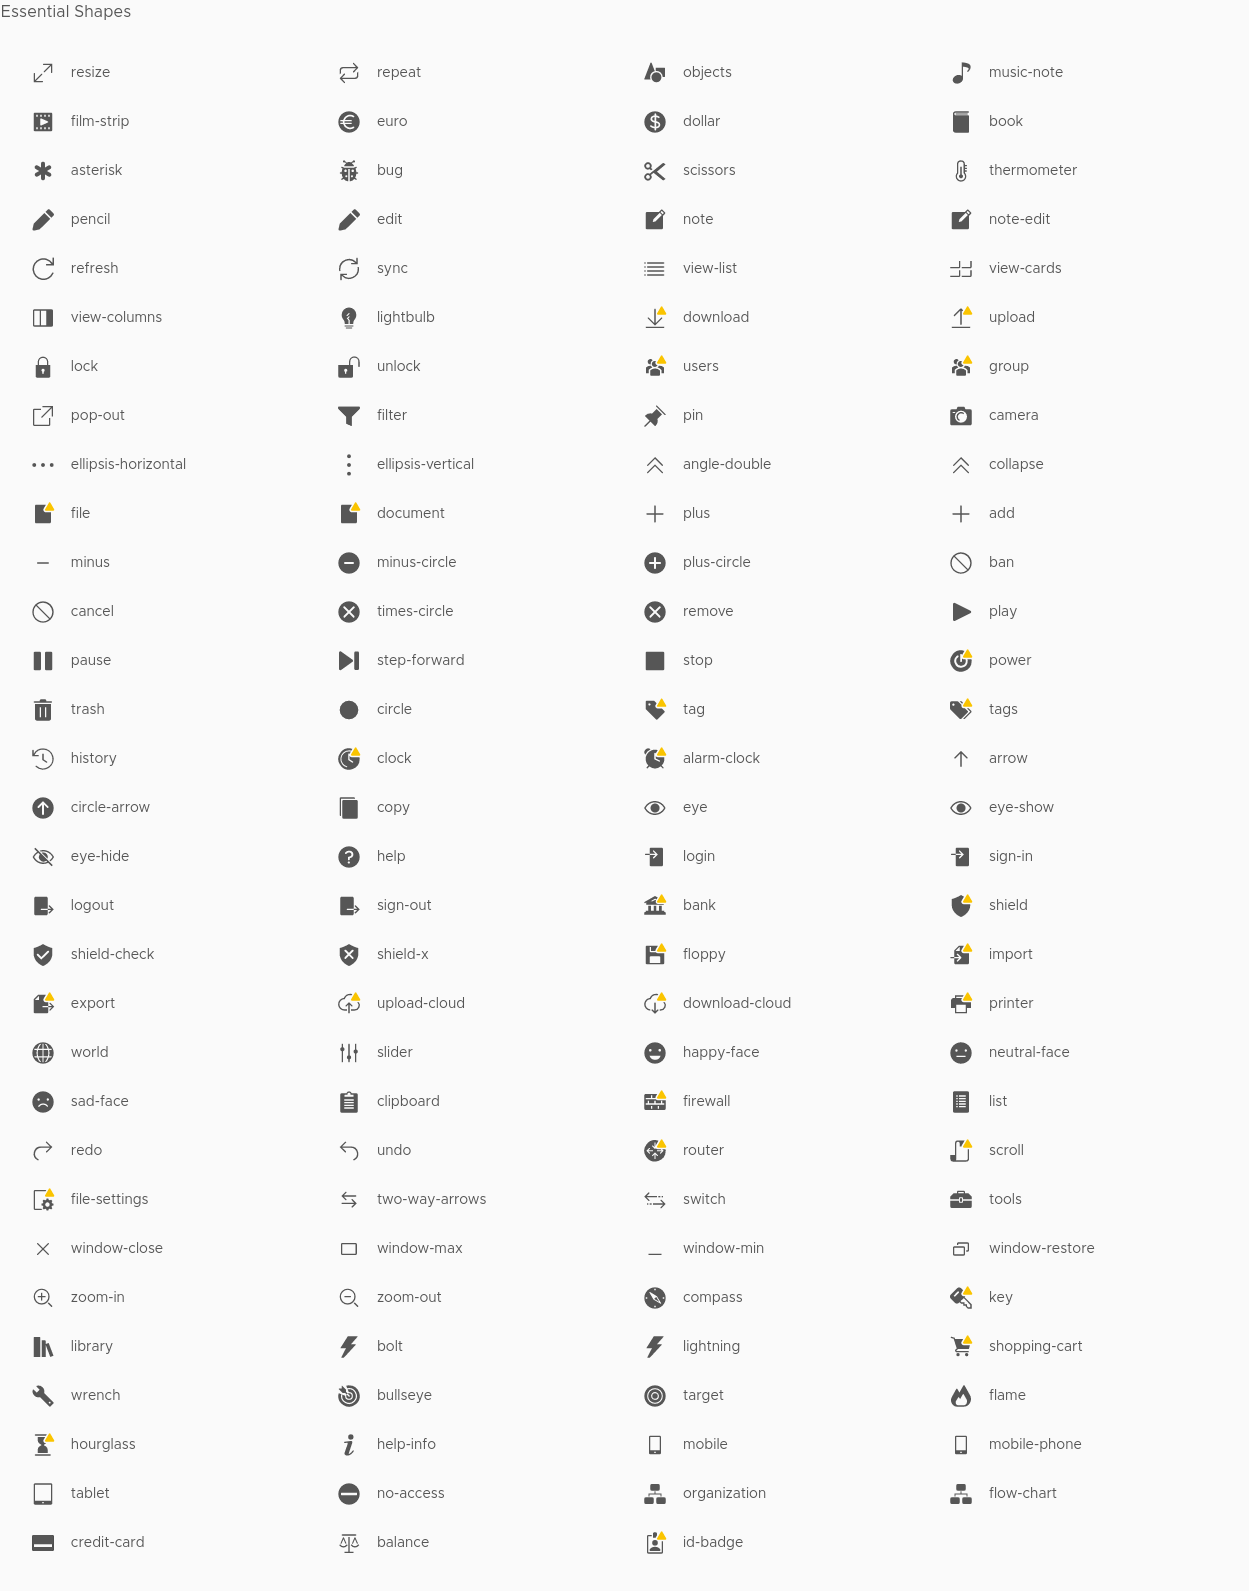 Essential Shapes
resize repeat objects music-note
film-strip euro dollar book
asterisk bug scissors thermometer
pencil edit note note-edit
refresh sync view-list view-cards
view-columns lightbulb download upload
lock unlock users group
pop-out filter pin camera
ellipsis-horizontal ellipsis-vertical angle-double collapse
file document plus add
minus minus-circle plus-circle ban
cancel times-circle remove play
pause step-forward stop power
trash circle tag tags
history clock alarm-clock arrow
circle-arrow copy eye eye-show
eye-hide help login sign-in
logout sign-out bank shield
shield-check shield-x floppy import
export upload-cloud download-cloud printer
world slider happy-face neutral-face
sad-face clipboard firewall list
redo undo router scroll
file-settings two-way-arrows switch tools
window-close window-max window-min window-restore
zoom-in zoom-out compass key
library bolt lightning shopping-cart
wrench bullseye target flame
hourglass help-info mobile mobile-phone
tablet no-access organization flow-chart
credit-card balance id-badge